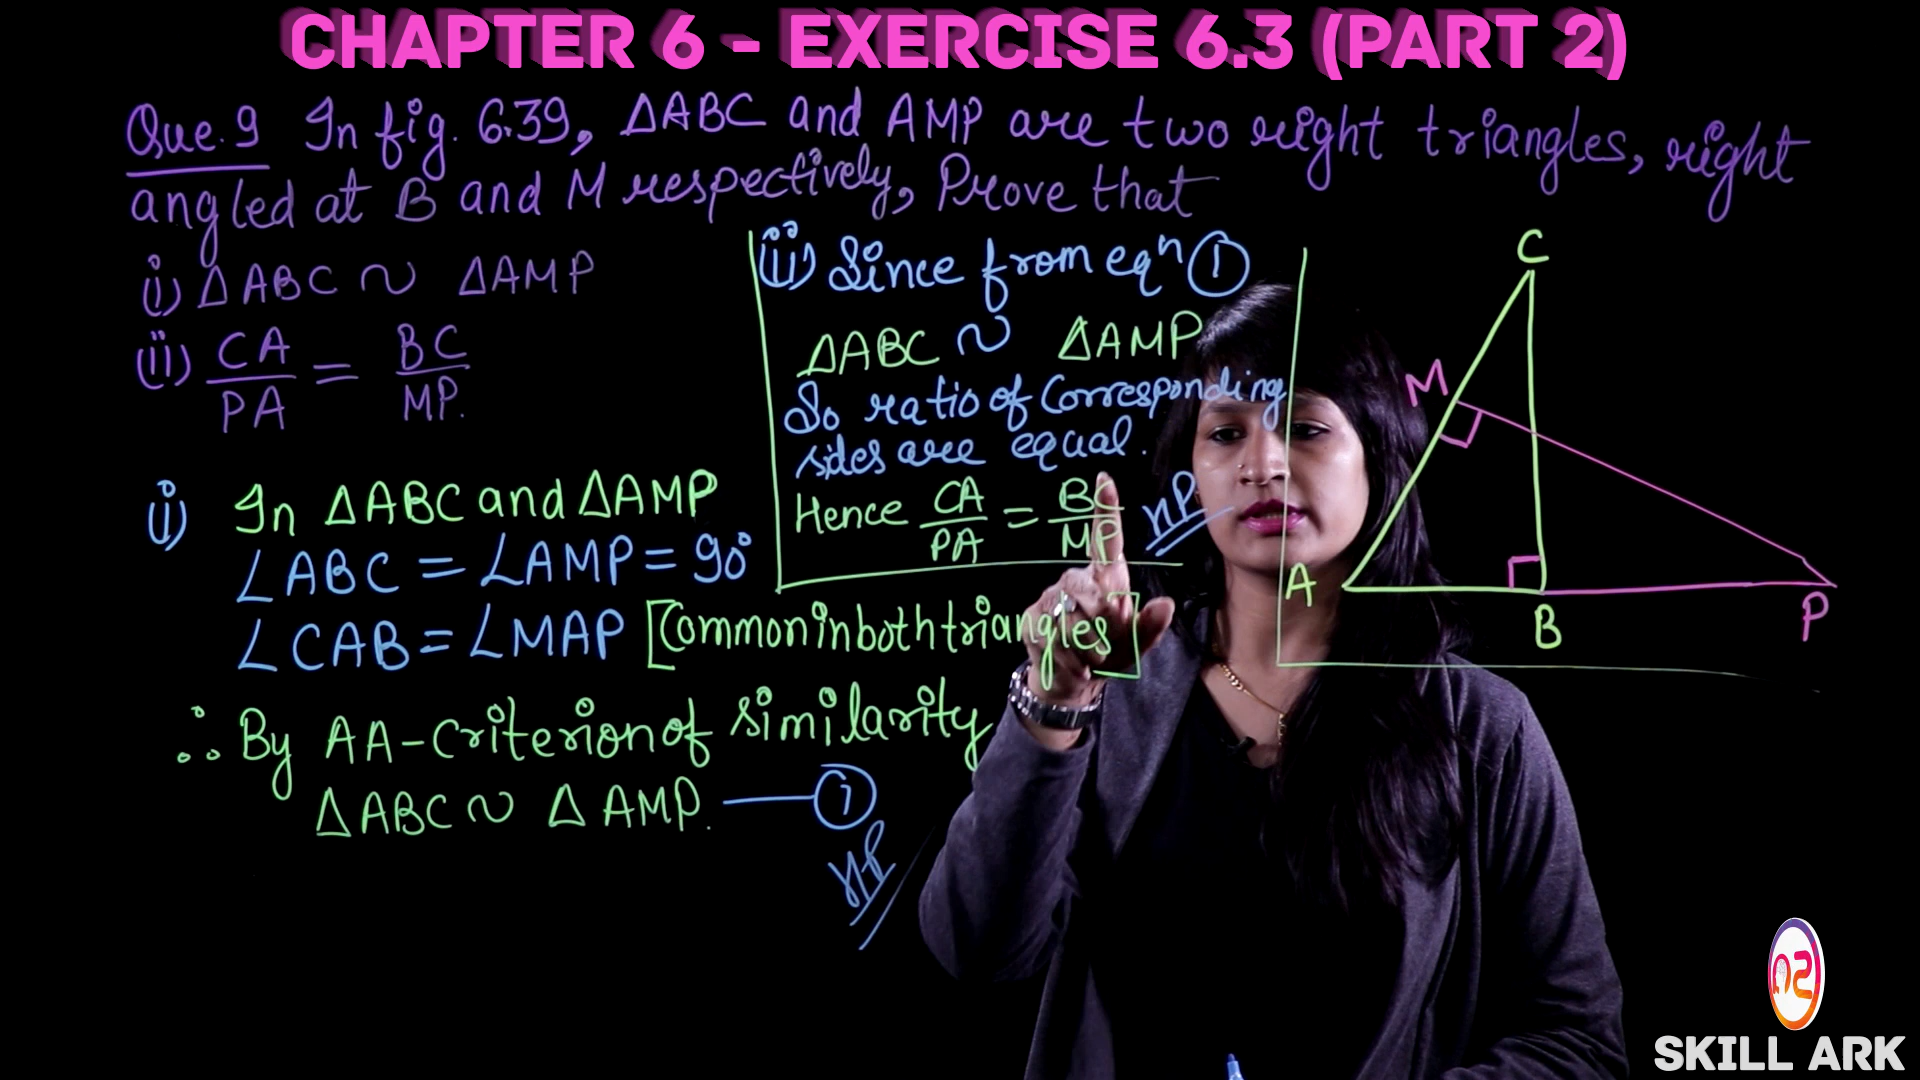 CHAPTER 6 - EXERCISE 6.3 (PART 2)
Que. 9 In fig. 6.39, ΔABC and AMP are two right triangles, right
angled at B and M respectively, Prove that
(i) ΔABC ~ ΔAMP
(ii) CA/PA = BC/MP.
(i) In ΔABC and ΔAMP
∠ABC = ∠AMP = 90°
∠CAB = ∠MAP [Common in both triangles]
∴ By AA-Criterion of similarity
ΔABC ~ ΔAMP. — ①
HP
(ii) Since from eqn ①
ΔABC ~ ΔAMP
So ratio of Corresponding
sides are equal.
Hence CA/PA = BC/MP
HP
C
M
A
B
P
SKILL ARK